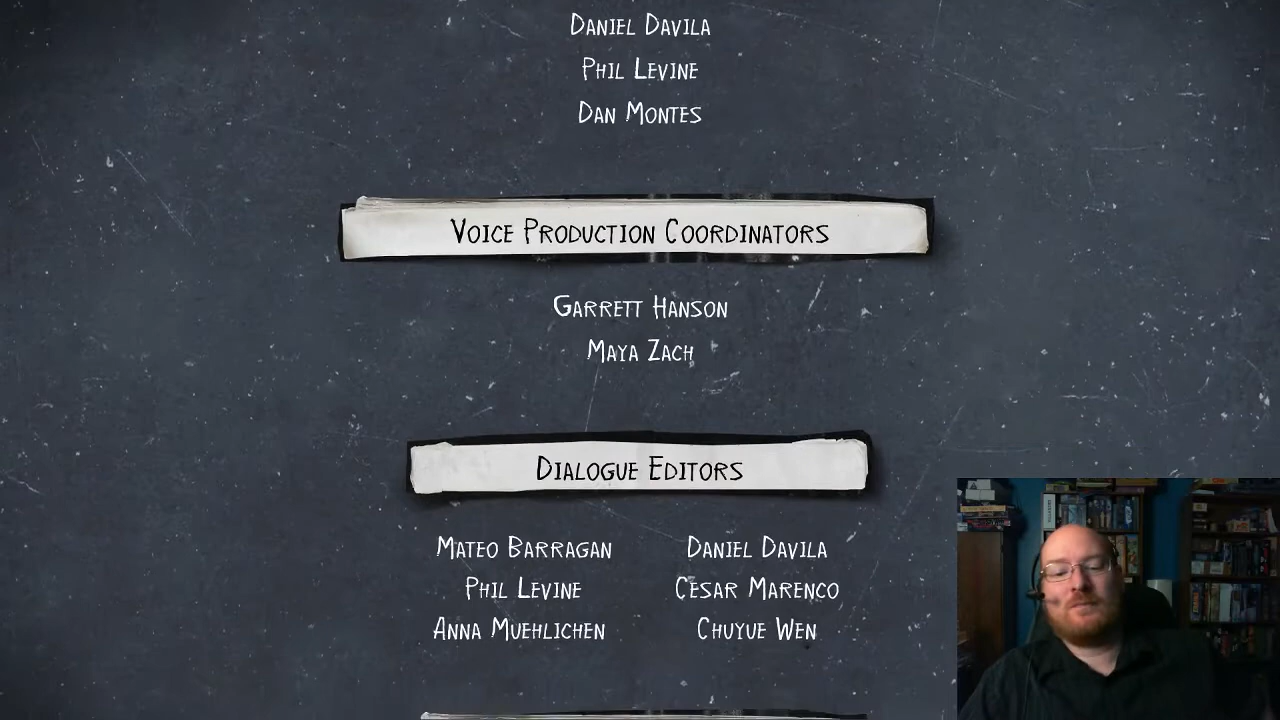 Daniel Davila
Phil Levine
Dan Montes
Voice Production Coordinators
Garrett Hanson
Maya Zach
Dialogue Editors
Mateo Barragan Daniel Davila
Phil Levine Cesar Marenco
Anna Muehlichen Chuyue Wen